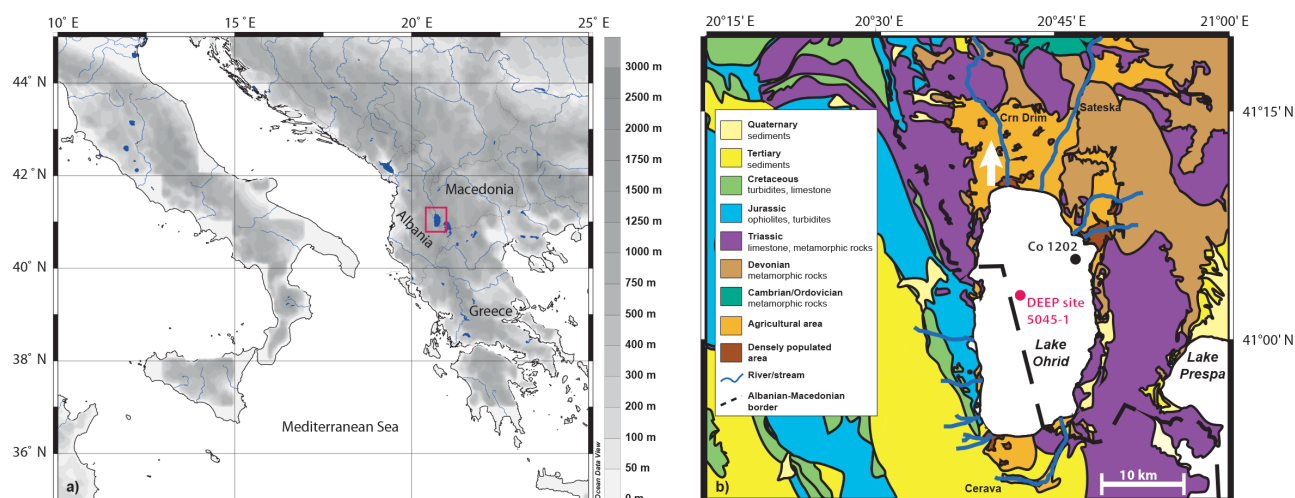 10° E
15° E
20° E
25° E
44° N
42° N
40° N
38° N
36° N
Macedonia
Albania
Greece
Mediterranean Sea
a)
3000 m
2500 m
2000 m
1750 m
1500 m
1250 m
1000 m
750 m
500 m
400 m
300 m
200 m
100 m
50 m
0 m
Ocean Data View
20°15' E
20°30' E
20°45' E
21°00' E
41°15' N
41°00' N
Quaternary
sediments
Tertiary
sediments
Cretaceous
turbidites, limestone
Jurassic
ophiolites, turbidites
Triassic
limestone, metamorphic rocks
Devonian
metamorphic rocks
Cambrian/Ordovician
metamorphic rocks
Agricultural area
Densely populated
area
River/stream
Albanian-Macedonian
border
Crn Drim
Sateska
Co 1202
DEEP site
5045-1
Lake
Ohrid
Lake
Prespa
Cerava
10 km
b)